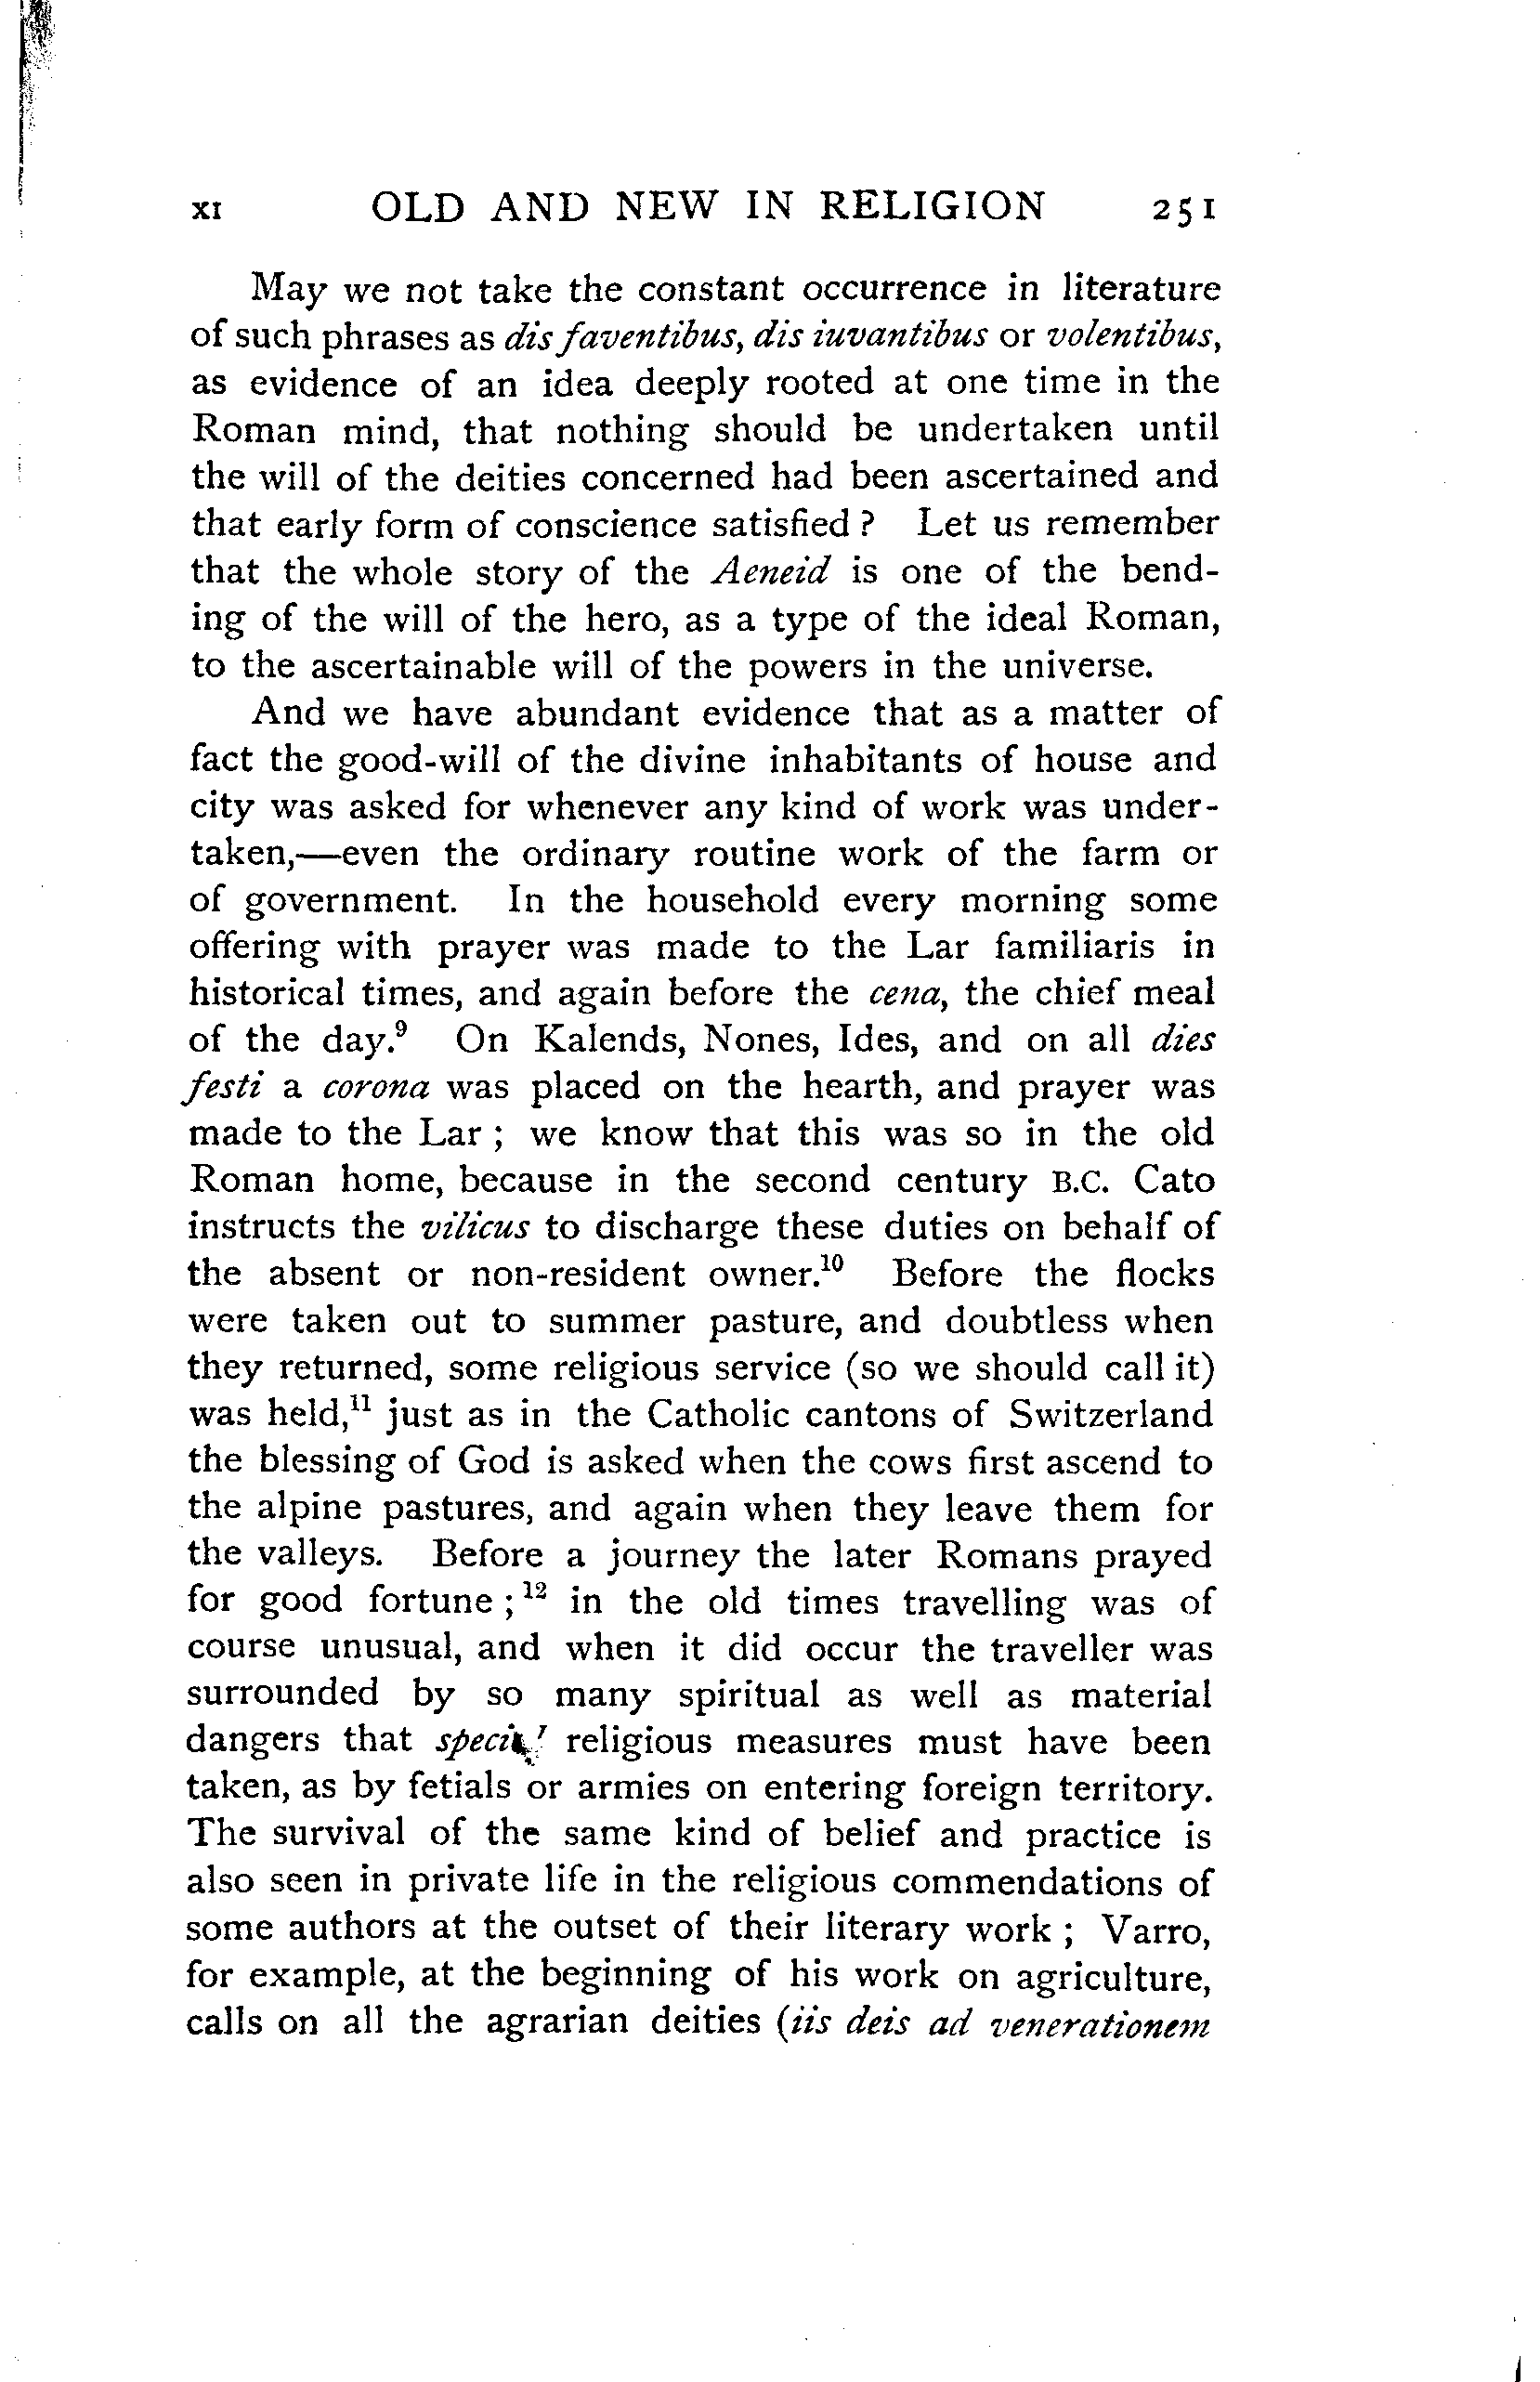 XI OLD AND NEW IN RELIGION 251
May we not take the constant occurrence in literature
of such phrases as dis faventibus, dis iuvantibus or volentibus,
as evidence of an idea deeply rooted at one time in the
Roman mind, that nothing should be undertaken until
the will of the deities concerned had been ascertained and
that early form of conscience satisfied ? Let us remember
that the whole story of the Aeneid is one of the bend-
ing of the will of the hero, as a type of the ideal Roman,
to the ascertainable will of the powers in the universe.
And we have abundant evidence that as a matter of
fact the good-will of the divine inhabitants of house and
city was asked for whenever any kind of work was under-
taken,—even the ordinary routine work of the farm or
of government. In the household every morning some
offering with prayer was made to the Lar familiaris in
historical times, and again before the cena, the chief meal
of the day.⁹ On Kalends, Nones, Ides, and on all dies
festi a corona was placed on the hearth, and prayer was
made to the Lar ; we know that this was so in the old
Roman home, because in the second century B.C. Cato
instructs the vilicus to discharge these duties on behalf of
the absent or non-resident owner.¹⁰ Before the flocks
were taken out to summer pasture, and doubtless when
they returned, some religious service (so we should call it)
was held,¹¹ just as in the Catholic cantons of Switzerland
the blessing of God is asked when the cows first ascend to
the alpine pastures, and again when they leave them for
the valleys. Before a journey the later Romans prayed
for good fortune ;¹² in the old times travelling was of
course unusual, and when it did occur the traveller was
surrounded by so many spiritual as well as material
dangers that religious measures must have been
taken, as by fetials or armies on entering foreign territory.
The survival of the same kind of belief and practice is
also seen in private life in the religious commendations of
some authors at the outset of their literary work ; Varro,
for example, at the beginning of his work on agriculture,
calls on all the agrarian deities (iis deis ad venerationem